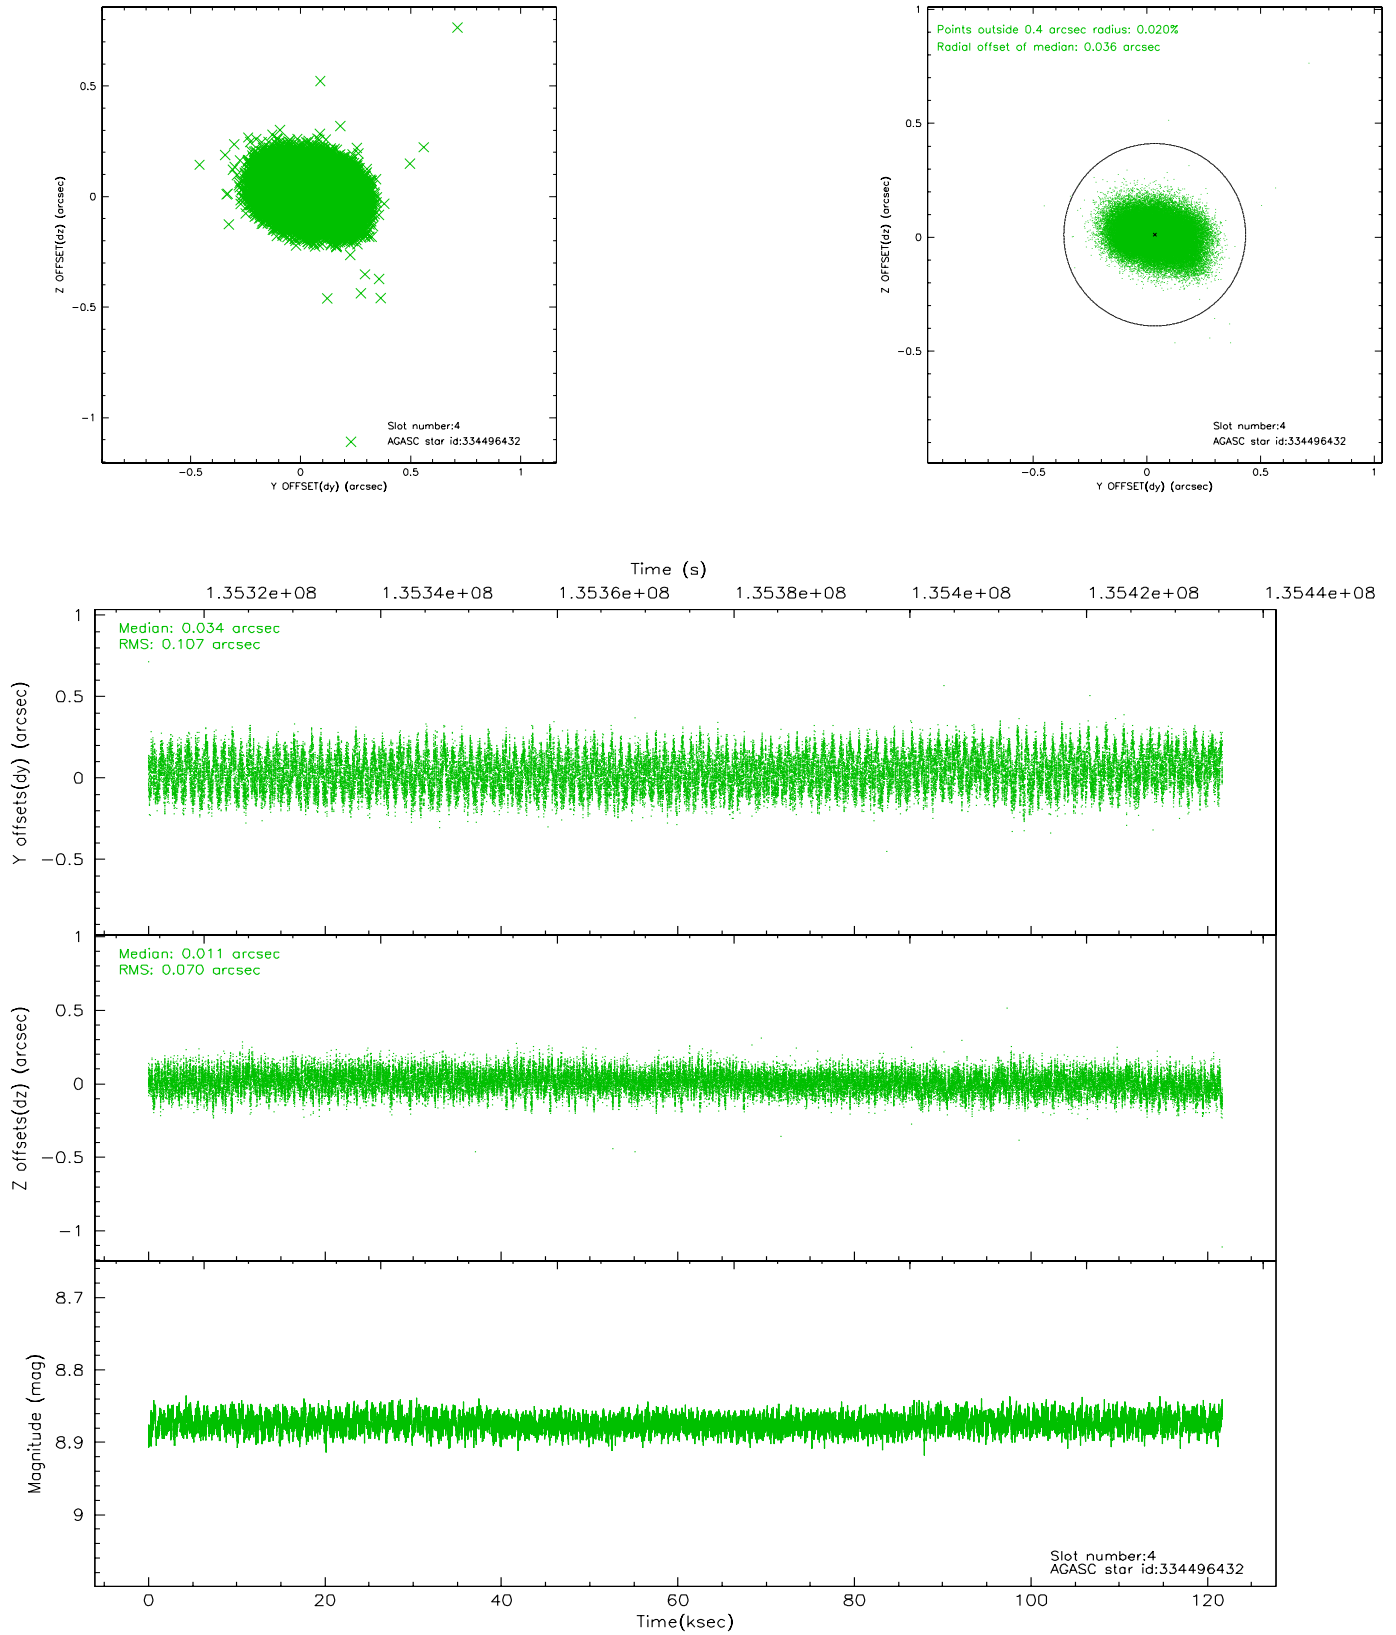 0.5
0
−0.5
−1
Z OFFSET(dz) (arcsec)
Slot number:4
AGASC star id:334496432
−0.5 0 0.5 1
Y OFFSET(dy) (arcsec)
Points outside 0.4 arcsec radius: 0.020%
Radial offset of median: 0.036 arcsec
1
0.5
0
−0.5
Z OFFSET(dz) (arcsec)
Slot number:4
AGASC star id:334496432
−0.5 0 0.5 1
Y OFFSET(dy) (arcsec)
Time (s)
1.3532e+08 1.3534e+08 1.3536e+08 1.3538e+08 1.354e+08 1.3542e+08 1.3544e+08
Median: 0.034 arcsec
RMS: 0.107 arcsec
1
0.5
0
−0.5
Y offsets(dy) (arcsec)
Median: 0.011 arcsec
RMS: 0.070 arcsec
1
0.5
0
−0.5
−1
Z offsets(dz) (arcsec)
8.7
8.8
8.9
9
Magnitude (mag)
Slot number:4
AGASC star id:334496432
0 20 40 60 80 100 120
Time(ksec)